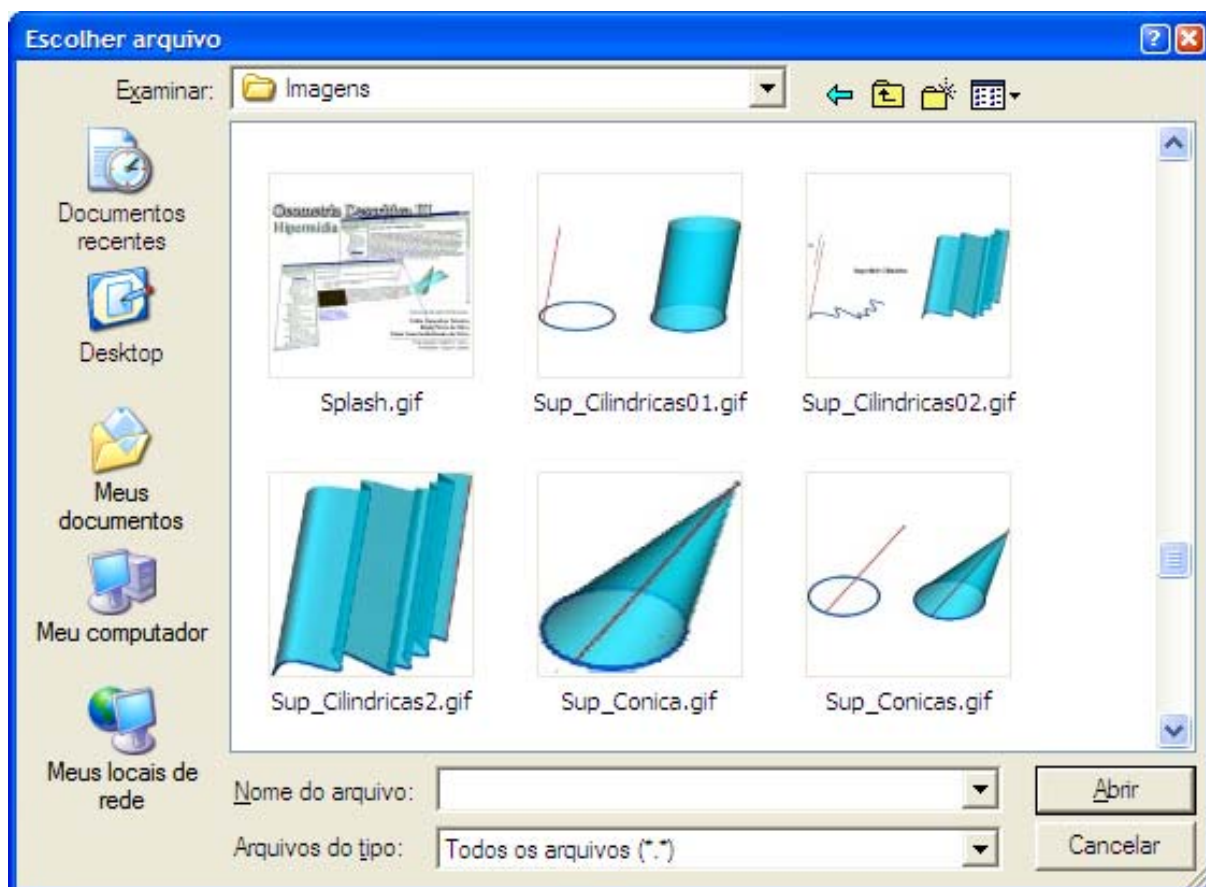 Escolher arquivo
Examinar:
Imagens
Documentos
recentes
Desktop
Meus
documentos
Meu computador
Meus locais de
rede
Hipermídia
Splash.gif
Sup_Cilindricas01.gif
Sup_Cilindricas02.gif
Sup_Cilindricas2.gif
Sup_Conica.gif
Sup_Conicas.gif
Nome do arquivo:
Abrir
Arquivos do tipo:
Todos os arquivos (*.*)
Cancelar